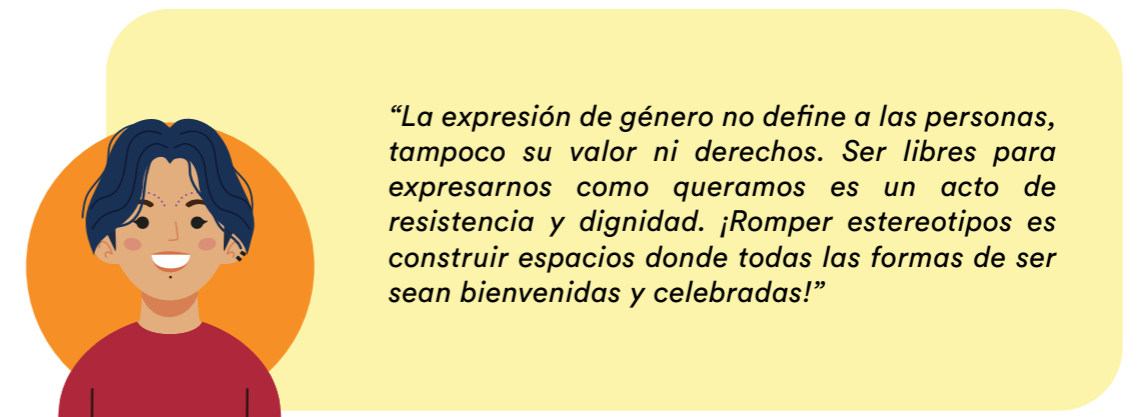 “La expresión de género no define a las personas,
tampoco su valor ni derechos. Ser libres para
expresarnos como queramos es un acto de
resistencia y dignidad. ¡Romper estereotipos es
construir espacios donde todas las formas de ser
sean bienvenidas y celebradas!”